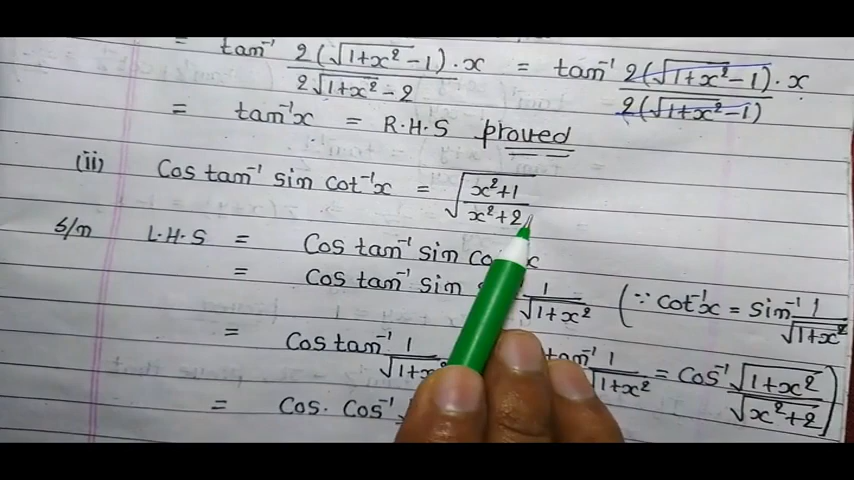 = tan⁻¹ 2(√1+x² -1)·x / 2√1+x² -2 = tan⁻¹ 2(√1+x² -1)·x / 2(√1+x² -1)
= tan⁻¹x = R.H.S proved
(ii) Cos tan⁻¹ sin cot⁻¹x = √x²+1 / x²+2
S/n L.H.S = Cos tan⁻¹ sin x
= Cos tan⁻¹ sin 1/√1+x² (∵ cot⁻¹x = sin⁻¹ 1/√1+x²
= Cos tan⁻¹ 1/√1+x² tan⁻¹ 1/√1+x² = Cos⁻¹ √1+x² / √x²+2)
= Cos. Cos⁻¹